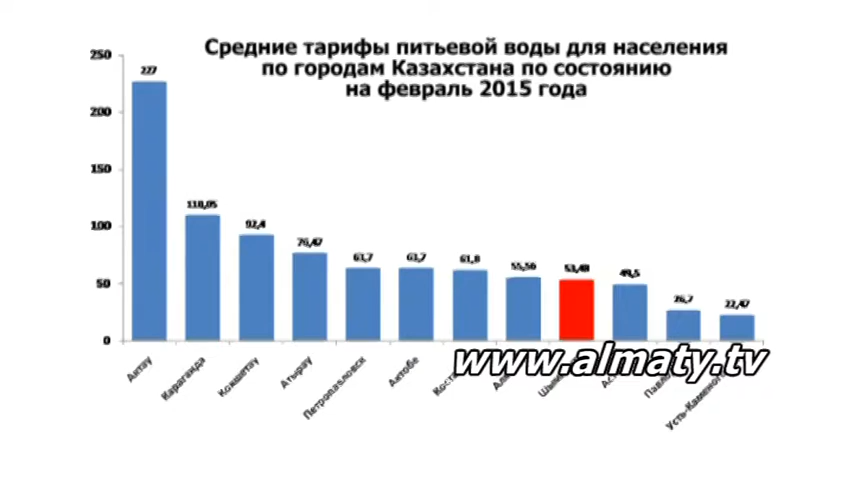 Средние тарифы питьевой воды для населения
по городам Казахстана по состоянию
на февраль 2015 года
250
200
150
100
50
0
227
118,05
92,4
76,47
63,7
63,7
61,8
55,56
53,48
49,5
26,7
22,47
Актау
Караганда
Кокшетау
Атырау
Петропавловск
Актобе
www.almaty.tv